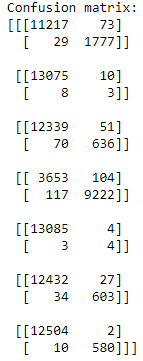 Confusion matrix:
[[[11217 73]
[ 29 1777]]
[[13075 10]
[ 8 3]]
[[12339 51]
[ 70 636]]
[[ 3653 104]
[ 117 9222]]
[[13085 4]
[ 3 4]]
[[12432 27]
[ 34 603]]
[[12504 2]
[ 10 580]]]